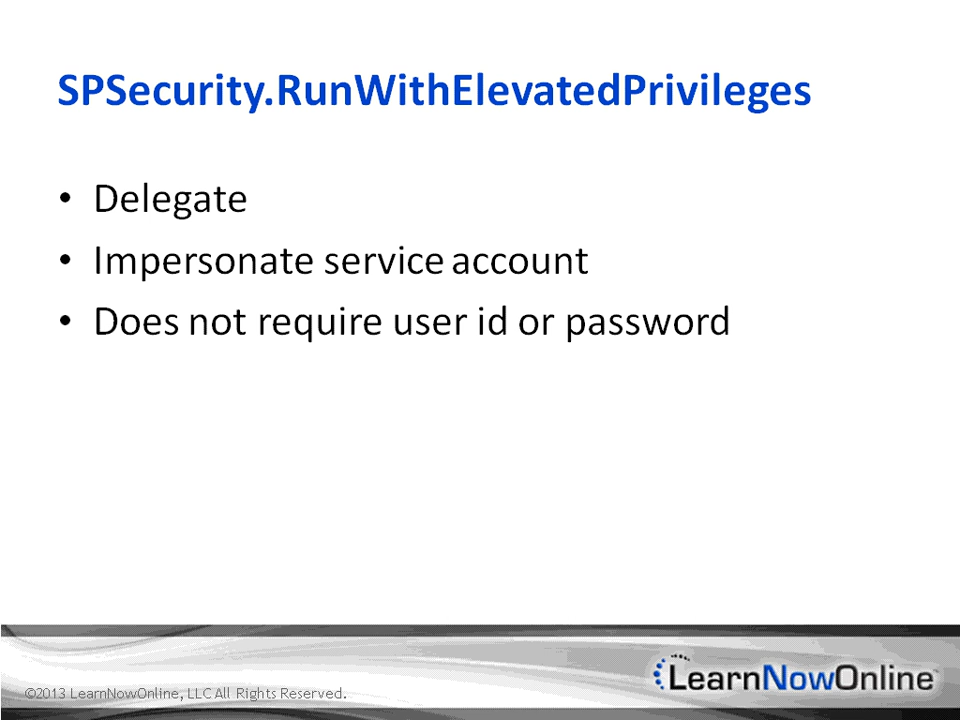 SPSecurity.RunWithElevatedPrivileges
• Delegate
• Impersonate service account
• Does not require user id or password
©2013 LearnNowOnline, LLC All Rights Reserved.
LearnNowOnline